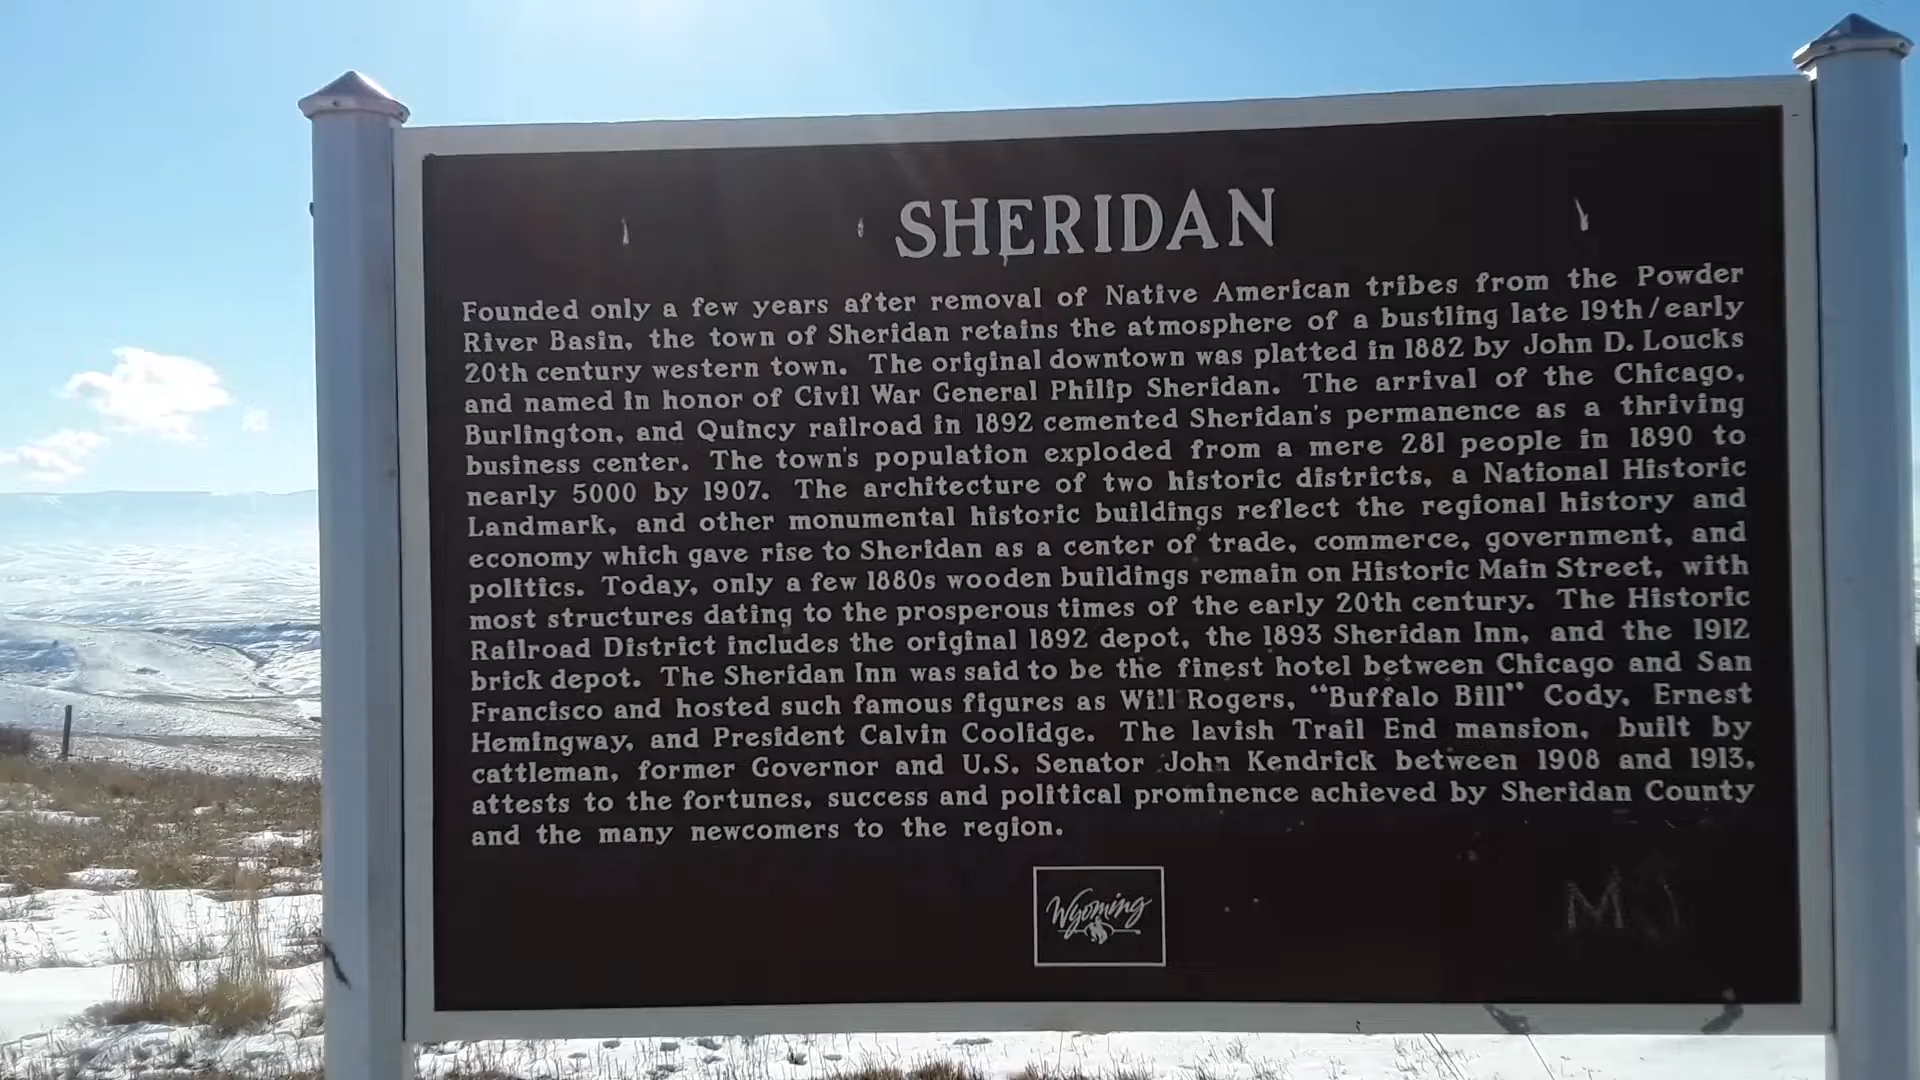 SHERIDAN
Founded only a few years after removal of Native American tribes from the Powder
River Basin, the town of Sheridan retains the atmosphere of a bustling late 19th/early
20th century western town. The original downtown was platted in 1882 by John D. Loucks
and named in honor of Civil War General Philip Sheridan. The arrival of the Chicago,
Burlington, and Quincy railroad in 1892 cemented Sheridan's permanence as a thriving
business center. The town's population exploded from a mere 281 people in 1890 to
nearly 5000 by 1907. The architecture of two historic districts, a National Historic
Landmark, and other monumental historic buildings reflect the regional history and
economy which gave rise to Sheridan as a center of trade, commerce, government, and
politics. Today, only a few 1880s wooden buildings remain on Historic Main Street, with
most structures dating to the prosperous times of the early 20th century. The Historic
Railroad District includes the original 1892 depot, the 1893 Sheridan Inn, and the 1912
brick depot. The Sheridan Inn was said to be the finest hotel between Chicago and San
Francisco and hosted such famous figures as Will Rogers, "Buffalo Bill" Cody, Ernest
Hemingway, and President Calvin Coolidge. The lavish Trail End mansion, built by
cattleman, former Governor and U.S. Senator John Kendrick between 1908 and 1913,
attests to the fortunes, success and political prominence achieved by Sheridan County
and the many newcomers to the region.
Wyoming